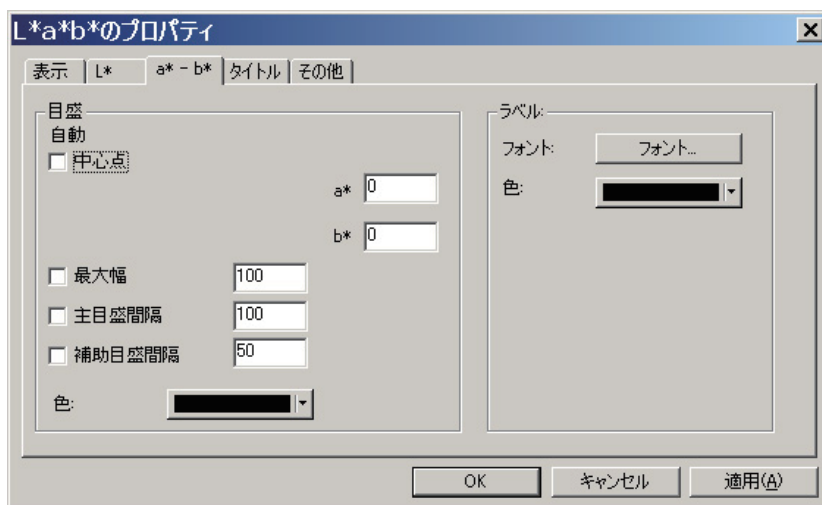 L*a*b*のプロパティ
表示 L* a* - b* タイトル その他
目盛
自動
中心点
a* 0
b* 0
最大幅 100
主目盛間隔 100
補助目盛間隔 50
色:
ラベル:
フォント: フォント...
色:
OK キャンセル 適用(A)